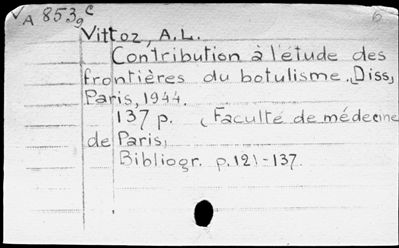 A 853g c
6
Vittoz, A.L.
Contribution à l'étude des
frontières du botulisme. (Diss,
Paris, 1944.
137 p. (Faculté de médecine
de Paris,
Bibliogr. p.121-137.